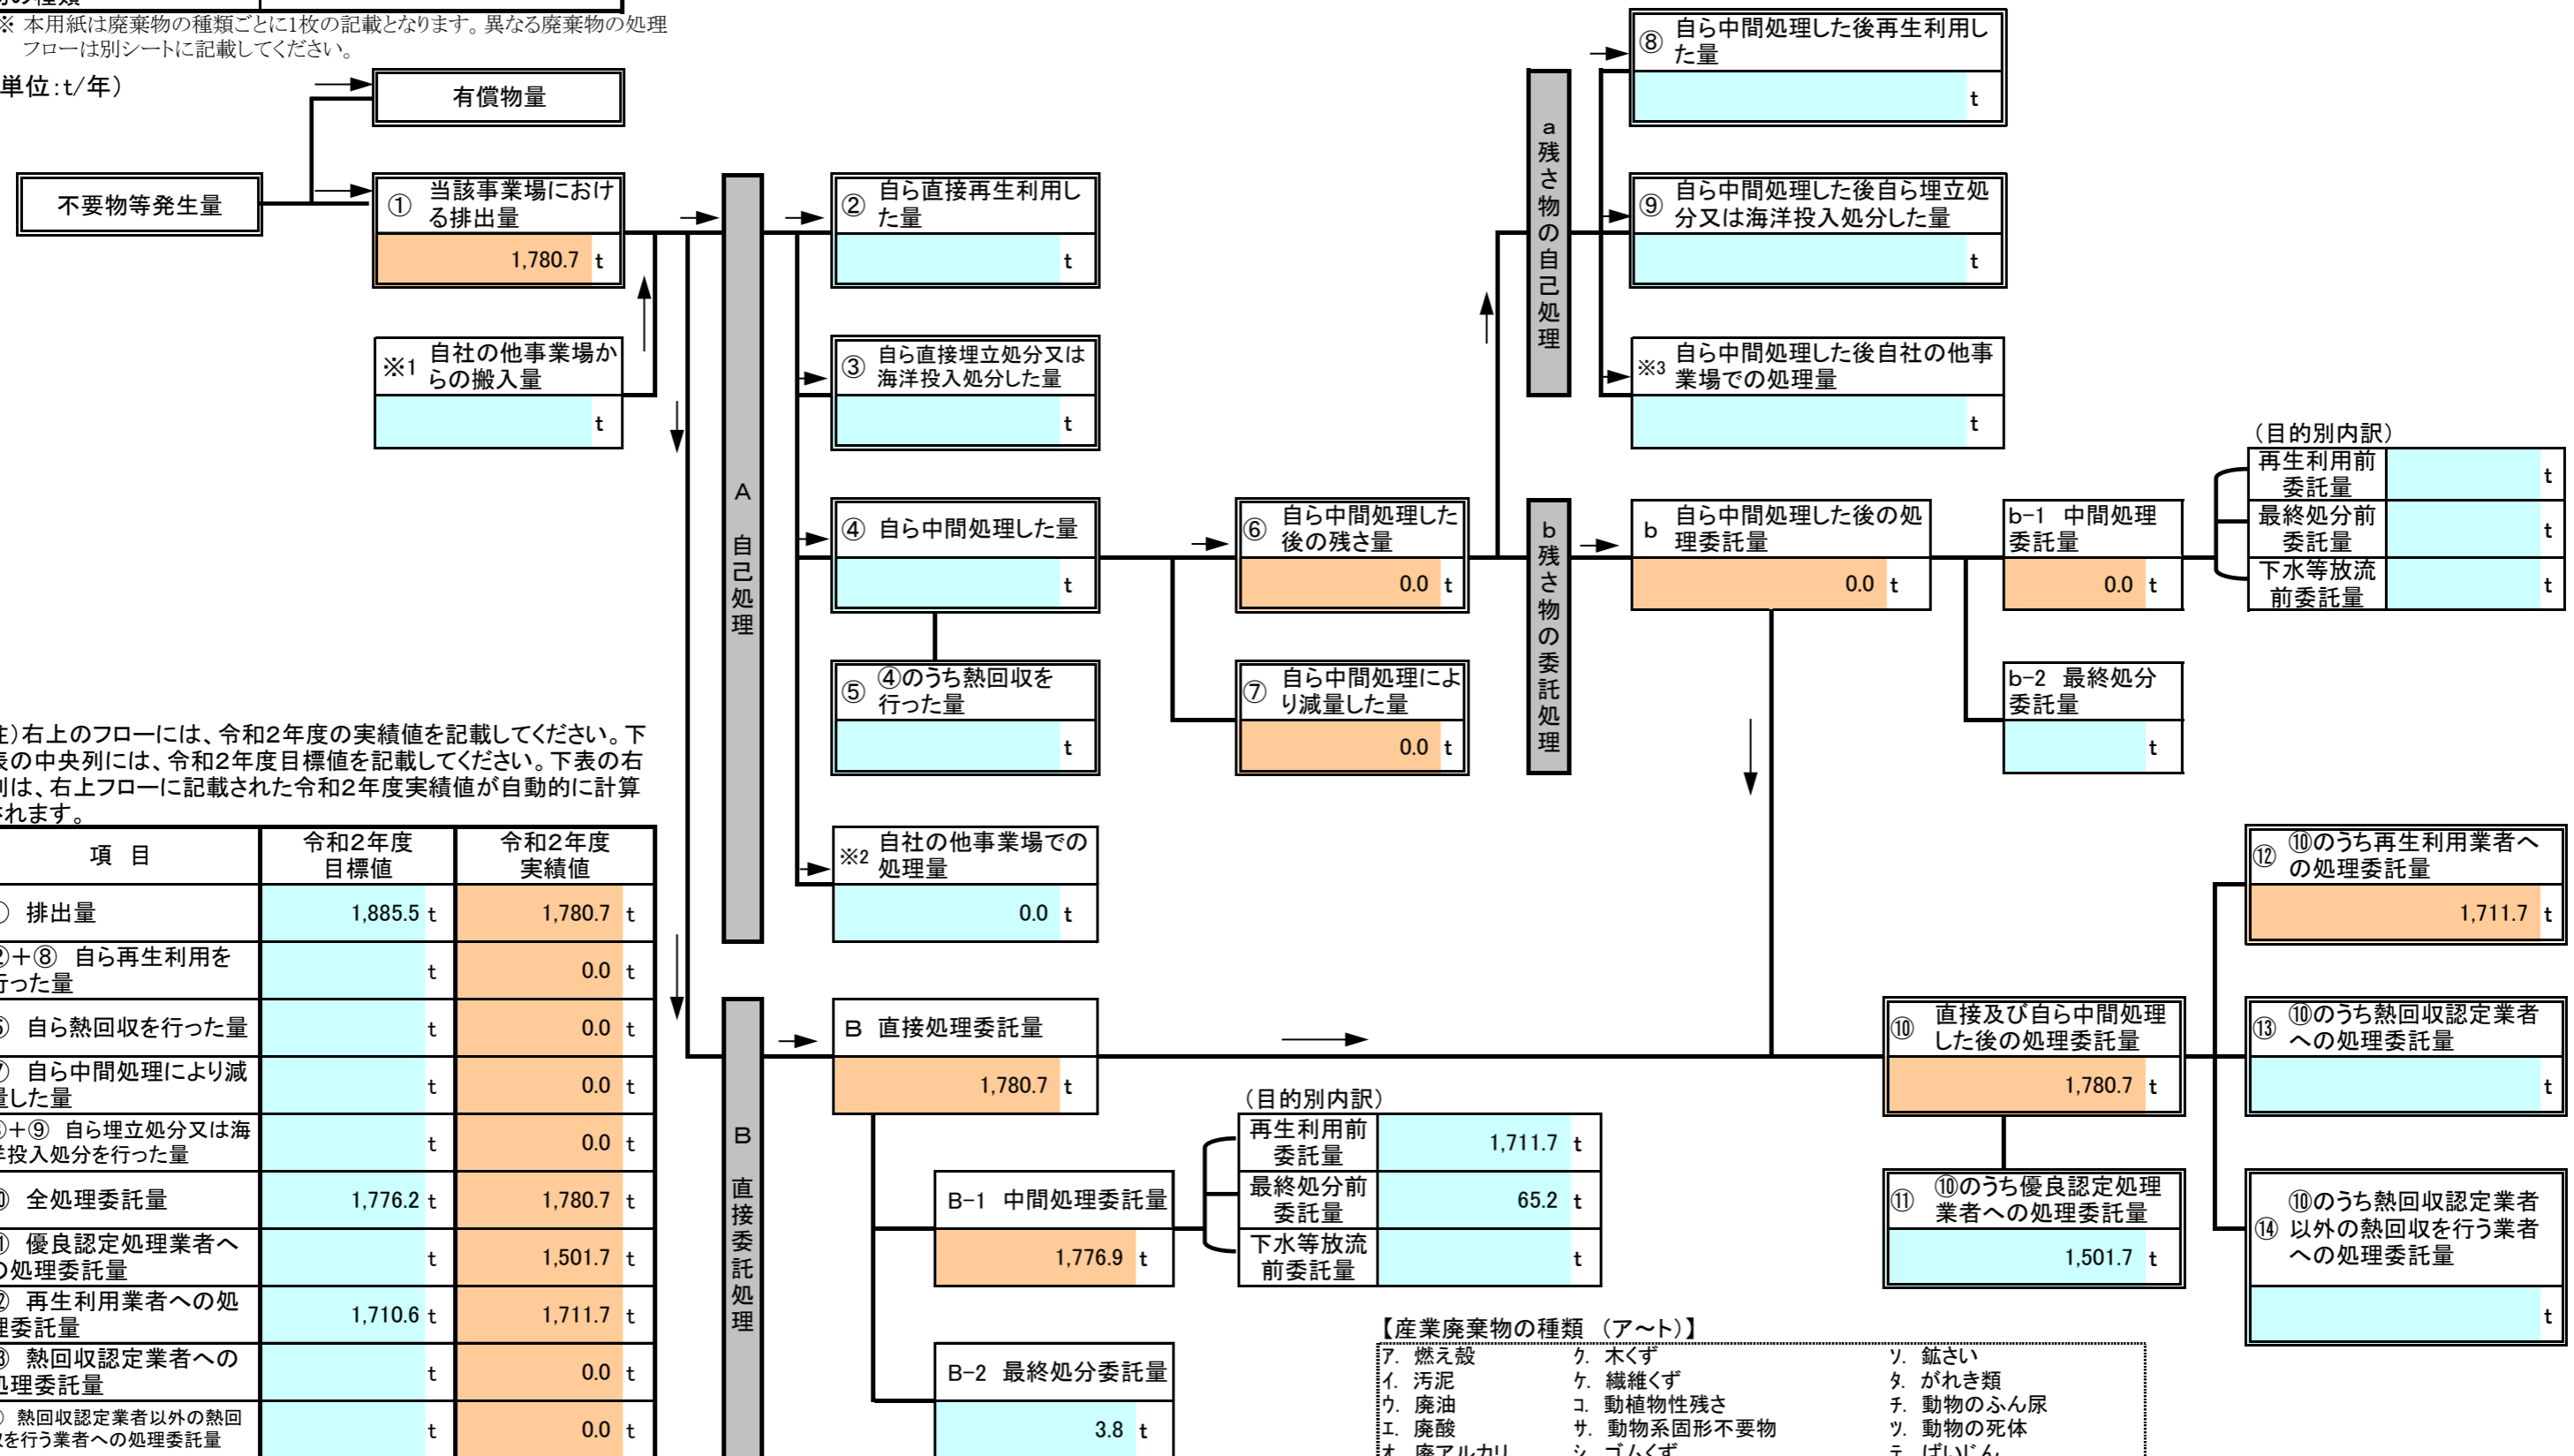 ※ 本用紙は廃棄物の種類ごとに1枚の記載となります。異なる廃棄物の処理
フローは別シートに記載してください。
単位:t/年)
有償物量
不要物等発生量
① 当該事業場におけ
る排出量
1,780.7 t
※1 自社の他事業場か
らの搬入量
t
A 自己処理
② 自ら直接再生利用し
た量
t
③ 自ら直接埋立処分又は
海洋投入処分した量
t
④ 自ら中間処理した量
t
⑤ ④のうち熱回収を
行った量
t
※2 自社の他事業場での
処理量
0.0 t
⑥ 自ら中間処理した
後の残さ量
0.0 t
⑦ 自ら中間処理によ
り減量した量
0.0 t
a残さ物の自己処理
⑧ 自ら中間処理した後再生利用し
た量
t
⑨ 自ら中間処理した後自ら埋立処
分又は海洋投入処分した量
t
※3 自ら中間処理した後自社の他事
業場での処理量
t
b残さ物の委託処理
b 自ら中間処理した後の処
理委託量
0.0 t
b-1 中間処理
委託量
0.0 t
(目的別内訳)
再生利用前
委託量 t
最終処分前
委託量 t
下水等放流
前委託量 t
b-2 最終処分
委託量
t
)右上のフローには、令和2年度の実績値を記載してください。下
表の中央列には、令和2年度目標値を記載してください。下表の右
列は、右上フローに記載された令和2年度実績値が自動的に計算
されます。
項 目 令和2年度
目標値 令和2年度
実績値
排出量 1,885.5 t 1,780.7 t
②+⑧ 自ら再生利用を
行った量 t 0.0 t
自ら熱回収を行った量 t 0.0 t
自ら中間処理により減
量した量 t 0.0 t
+⑨ 自ら埋立処分又は海
洋投入処分を行った量 t 0.0 t
全処理委託量 1,776.2 t 1,780.7 t
優良認定処理業者へ
の処理委託量 t 1,501.7 t
再生利用業者への処
理委託量 1,710.6 t 1,711.7 t
熱回収認定業者への
処理委託量 t 0.0 t
熱回収認定業者以外の熱回
収を行う業者への処理委託量 t 0.0 t
B 直接委託処理
B 直接処理委託量
1,780.7 t
B-1 中間処理委託量
1,776.9 t
(目的別内訳)
再生利用前
委託量 1,711.7 t
最終処分前
委託量 65.2 t
下水等放流
前委託量 t
B-2 最終処分委託量
3.8 t
⑩ 直接及び自ら中間処理
した後の処理委託量
1,780.7 t
⑪ ⑩のうち優良認定処理
業者への処理委託量
1,501.7 t
⑫ ⑩のうち再生利用業者へ
の処理委託量
1,711.7 t
⑬ ⑩のうち熱回収認定業者
への処理委託量
t
⑭ ⑩のうち熱回収認定業者
以外の熱回収を行う業者
への処理委託量
t
【産業廃棄物の種類 (ア～ト)】
ア. 燃え殻 ク. 木くず ソ. 鉱さい
イ. 汚泥 ケ. 繊維くず タ. がれき類
ウ. 廃油 コ. 動植物性残さ チ. 動物のふん尿
エ. 廃酸 サ. 動物系固形不要物 ツ. 動物の死体
オ. 廃アルカリ シ. ゴムくず テ. ばいじん